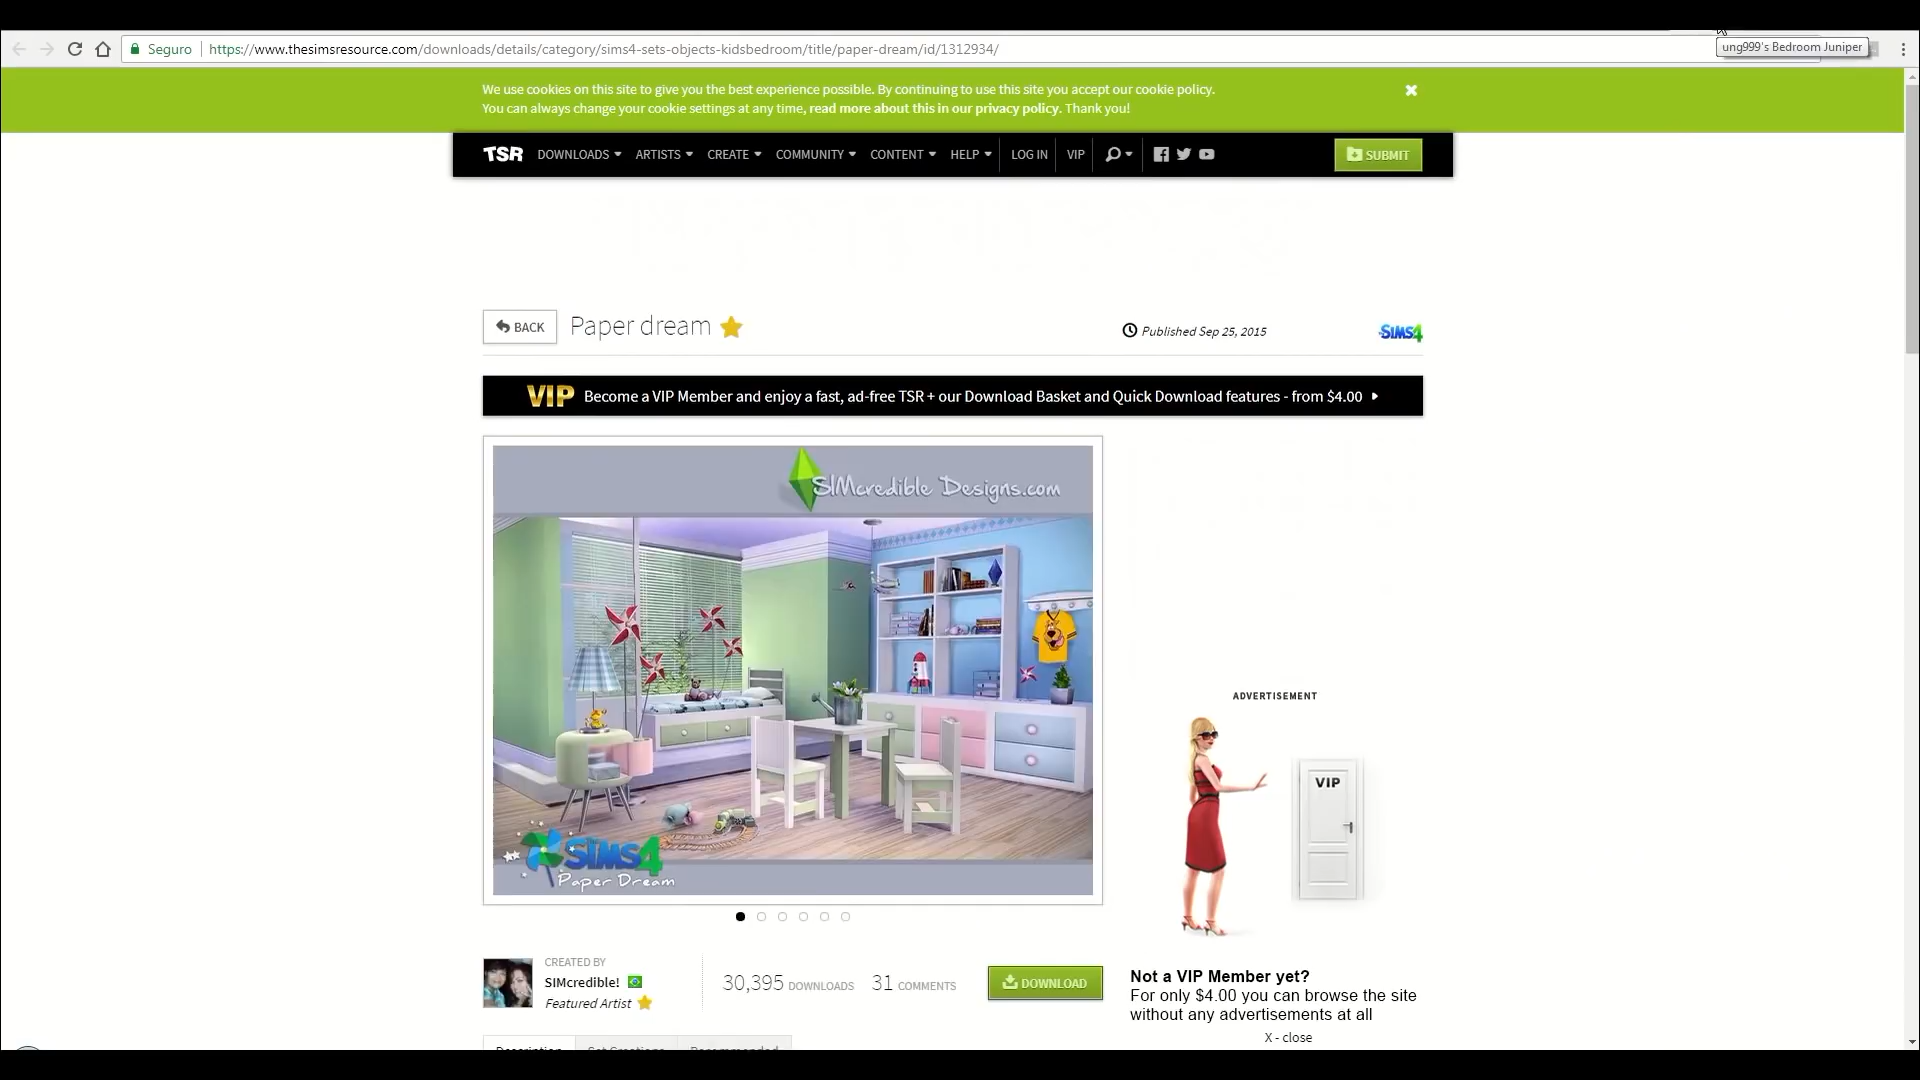 Seguro
https://www.thesimsresource.com/downloads/details/category/sims4-sets-objects-kidsbedroom/title/paper-dream/id/1312934/
ung999's Bedroom Juniper
We use cookies on this site to give you the best experience possible. By continuing to use this site you accept our cookie policy.
You can always change your cookie settings at any time, read more about this in our privacy policy. Thank you!
TSR DOWNLOADS ARTISTS CREATE COMMUNITY CONTENT HELP LOG IN VIP SUBMIT
BACK Paper dream Published Sep 25, 2015 SIMS4
VIP Become a VIP Member and enjoy a fast, ad-free TSR + our Download Basket and Quick Download features - from $4.00
SIMcredible Designs.com
SIMS4
Paper Dream
ADVERTISEMENT
VIP
CREATED BY
SIMcredible!
Featured Artist
30,395 DOWNLOADS 31 COMMENTS DOWNLOAD
Not a VIP Member yet?
For only $4.00 you can browse the site
without any advertisements at all
X - close
Description Set Creations Recommended